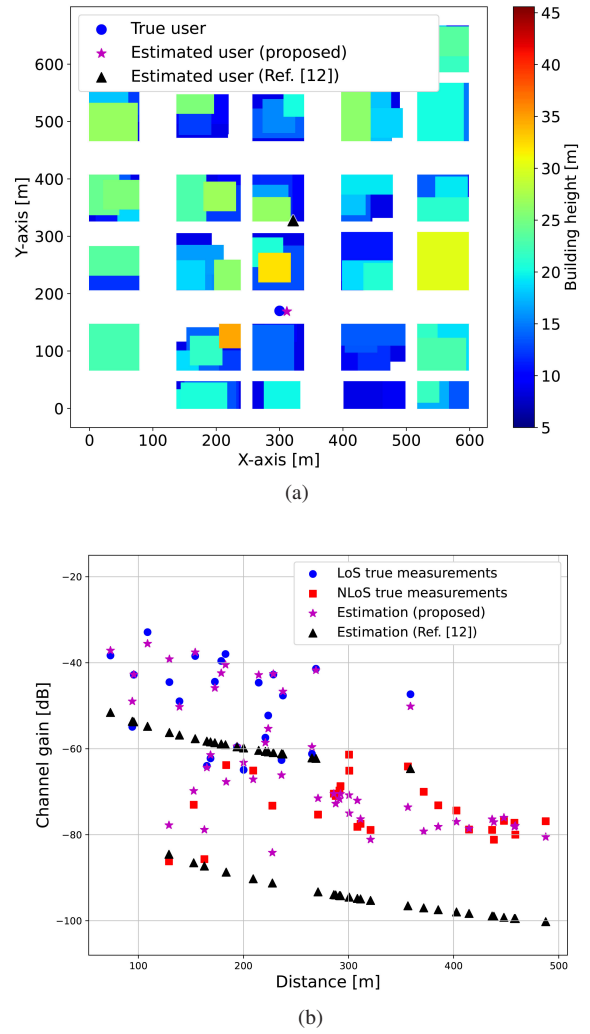 True user
Estimated user (proposed)
Estimated user (Ref. [12])
600
500
400
300
200
100
0
Y-axis [m]
0 100 200 300 400 500 600
X-axis [m]
45
40
35
30
25
20
15
10
5
Building height [m]
(a)
LoS true measurements
NLoS true measurements
Estimation (proposed)
Estimation (Ref. [12])
−20
−40
−60
−80
−100
Channel gain [dB]
100 200 300 400 500
Distance [m]
(b)